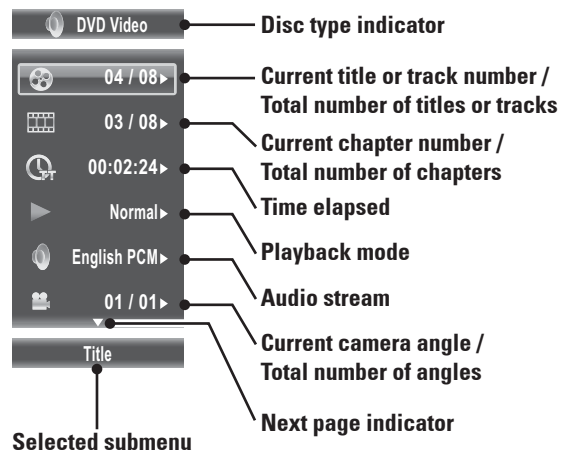 DVD Video
Disc type indicator
04 / 08
Current title or track number /
Total number of titles or tracks
03 / 08
Current chapter number /
Total number of chapters
00:02:24
Time elapsed
Normal
Playback mode
English PCM
Audio stream
01 / 01
Current camera angle /
Total number of angles
Title
Next page indicator
Selected submenu